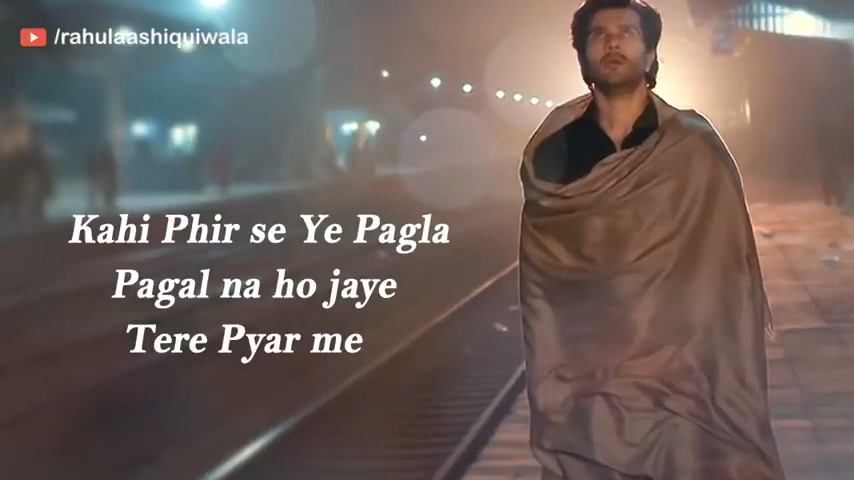 /rahulaashiquiwala
Kahi Phir se Ye Pagla
Pagal na ho jaye
Tere Pyar me